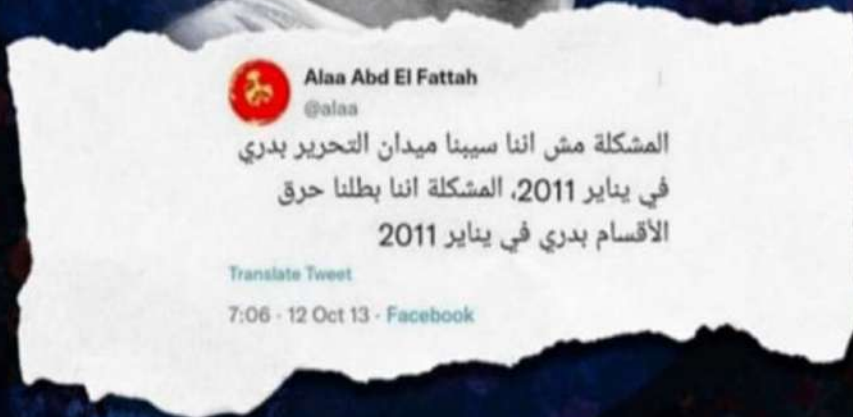 Alaa Abd El Fattah
@alaa
المشكلة مش اننا سيبنا ميدان التحرير بدري
في يناير 2011، المشكلة اننا بطلنا حرق
الأقسام بدري في يناير 2011
Translate Tweet
7:06 · 12 Oct 13 · Facebook